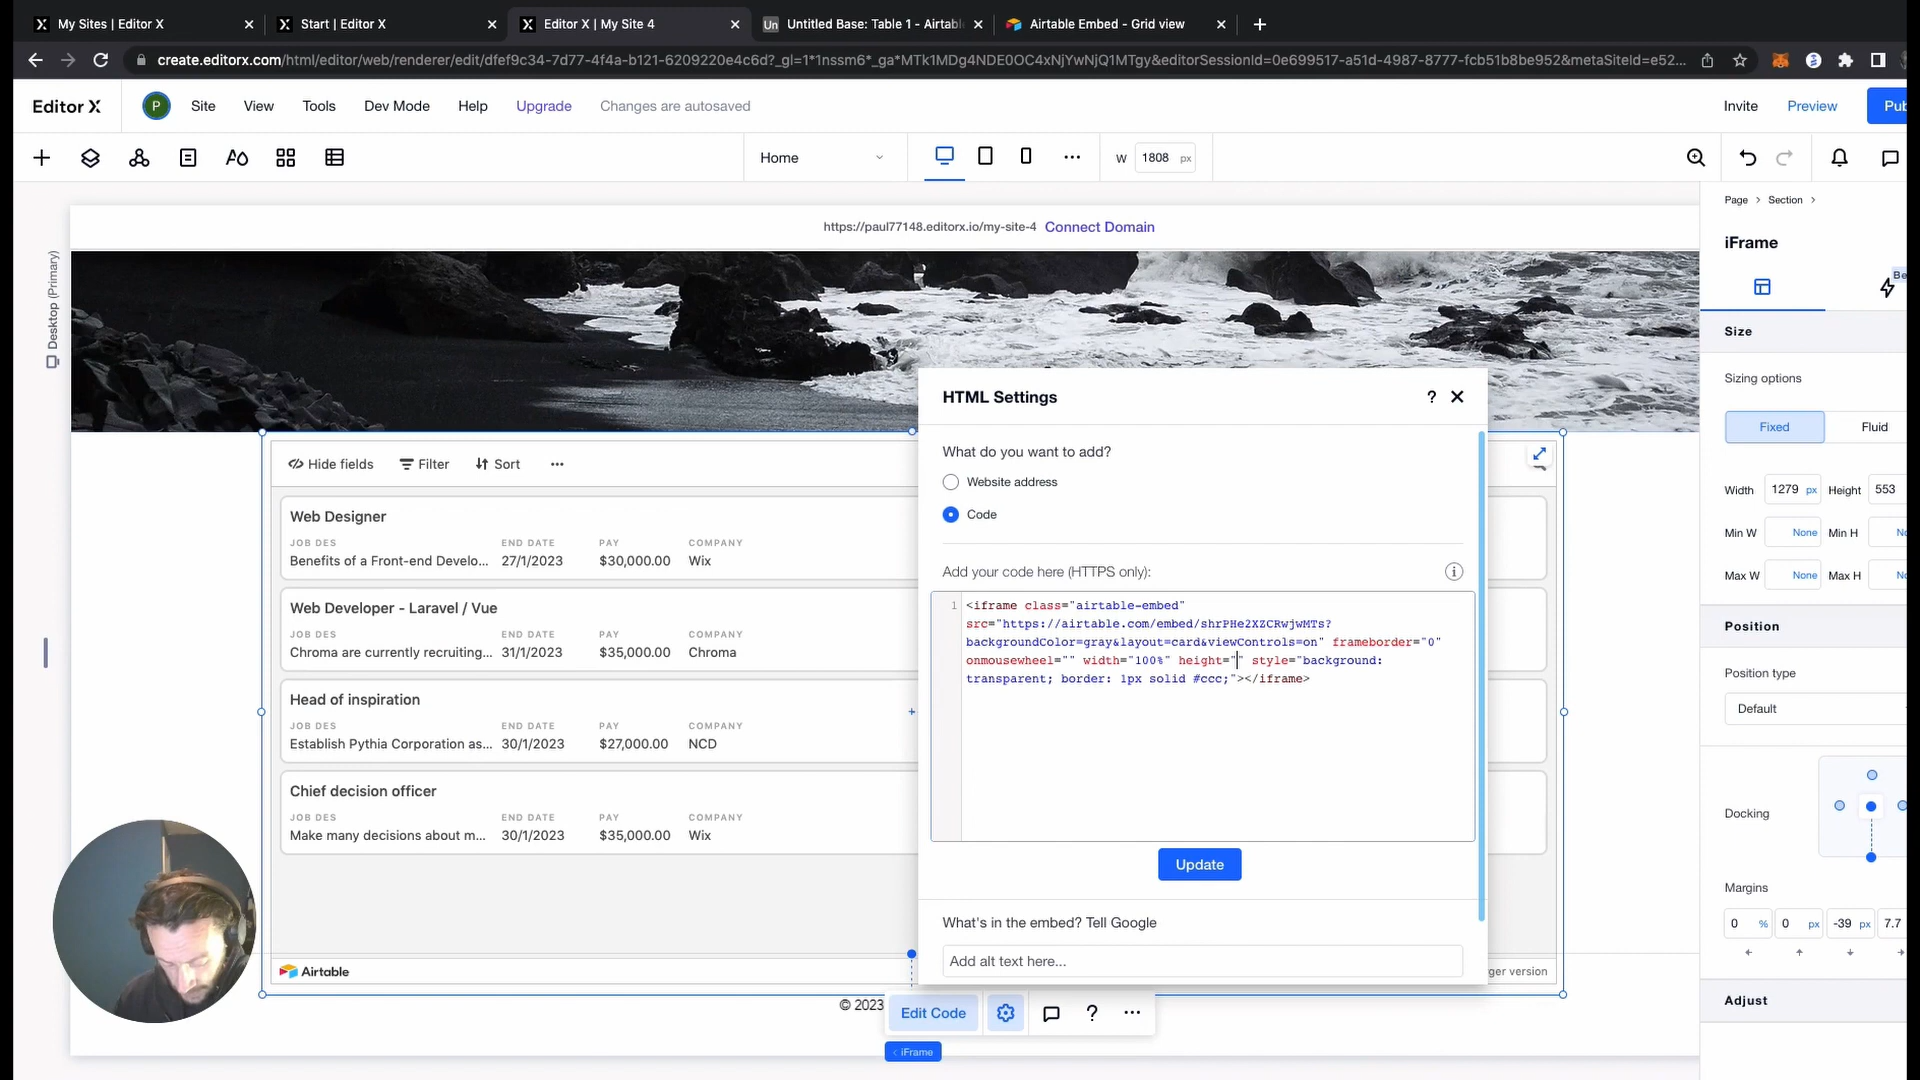 My Sites | Editor X
Start | Editor X
Editor X | My Site 4
Un
Untitled Base: Table 1 - Airtabl
Airtable Embed - Grid view
create.editorx.com/html/editor/web/renderer/edit/dfef9c34-7d77-4f4a-b121-6209220e4c6d?_gl=1*1nssm6*_ga*MTk1MDg4NDE0OC4xNjYwNjQ1MTgy&editorSessionId=0e699517-a51d-4987-8777-fcb51b8be952&metaSiteId=e52...
Editor X
P
Site
View
Tools
Dev Mode
Help
Upgrade
Changes are autosaved
Invite
Preview
Pub
Home
W
1808
px
Desktop (Primary)
https://paul77148.editorx.io/my-site-4
Connect Domain
Page > Section >
iFrame
Be
Size
Sizing options
Fixed
Fluid
Width 1279 px Height 553
Min W None Min H No
Max W None Max H No
Position
Position type
Default
Docking
Margins
0 % 0 px -39 px 7.7
Adjust
Hide fields
Filter
Sort
Web Designer
JOB DES END DATE PAY COMPANY
Benefits of a Front-end Develo... 27/1/2023 $30,000.00 Wix
Web Developer - Laravel / Vue
JOB DES END DATE PAY COMPANY
Chroma are currently recruiting... 31/1/2023 $35,000.00 Chroma
Head of inspiration
JOB DES END DATE PAY COMPANY
Establish Pythia Corporation as... 30/1/2023 $27,000.00 NCD
Chief decision officer
JOB DES END DATE PAY COMPANY
Make many decisions about m... 30/1/2023 $35,000.00 Wix
Airtable
ger version
© 2023
HTML Settings
?
What do you want to add?
Website address
Code
Add your code here (HTTPS only):
1 <iframe class="airtable-embed"
src="https://airtable.com/embed/shrPHe2XZCRwjwMTs?
backgroundColor=gray&layout=card&viewControls=on" frameborder="0"
onmousewheel="" width="100%" height="" style="background:
transparent; border: 1px solid #ccc;"></iframe>
Update
What's in the embed? Tell Google
Add alt text here...
Edit Code
?
< iFrame